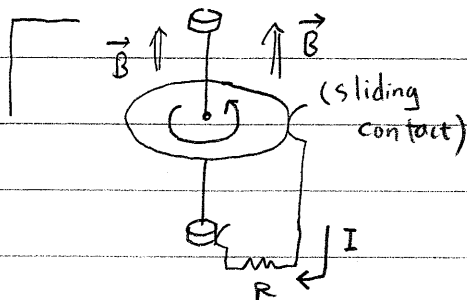 B⃗ B⃗
(sliding
contact)
I
R